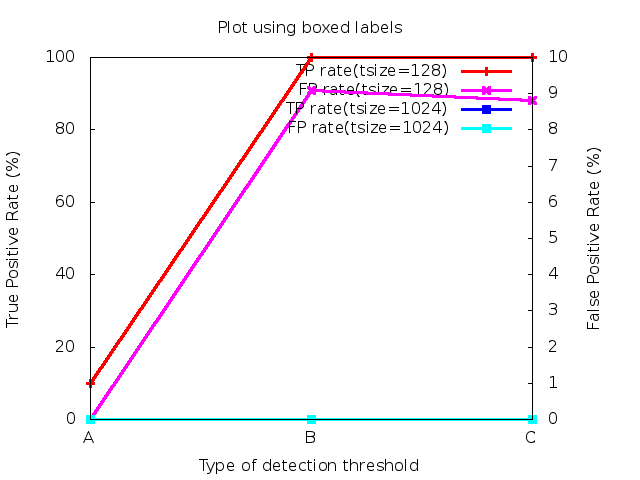 Plot using boxed labels
100
80
60
40
20
0
True Positive Rate (%)
TP rate(tsize=128)
FP rate(tsize=128)
TP rate(tsize=1024)
FP rate(tsize=1024)
10
9
8
7
6
5
4
3
2
1
0
False Positive Rate (%)
A B C
Type of detection threshold